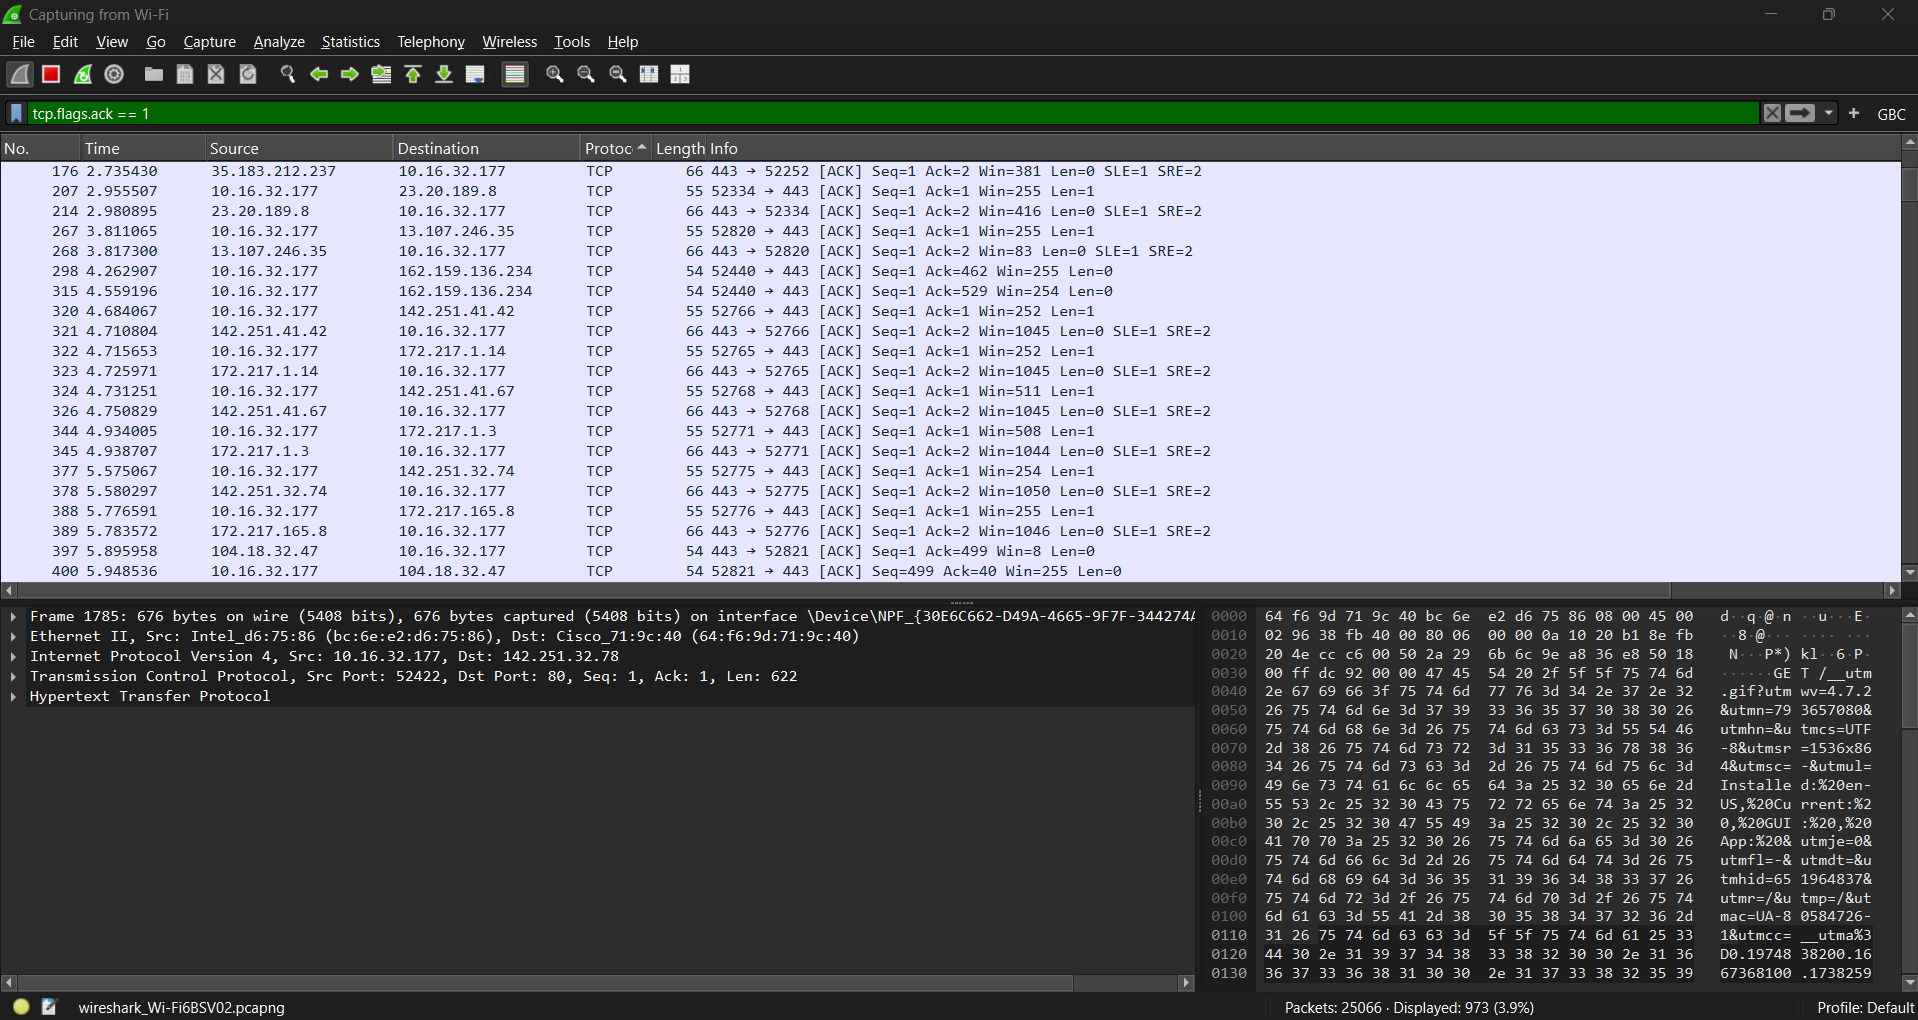 Capturing from Wi-Fi
File Edit View Go Capture Analyze Statistics Telephony Wireless Tools Help
tcp.flags.ack == 1
GBC
No. Time Source Destination Protoc Length Info
176 2.735430 35.183.212.237 10.16.32.177 TCP 66 443 → 52252 [ACK] Seq=1 Ack=2 Win=381 Len=0 SLE=1 SRE=2
207 2.955507 10.16.32.177 23.20.189.8 TCP 55 52334 → 443 [ACK] Seq=1 Ack=1 Win=255 Len=1
214 2.980895 23.20.189.8 10.16.32.177 TCP 66 443 → 52334 [ACK] Seq=1 Ack=2 Win=416 Len=0 SLE=1 SRE=2
267 3.811065 10.16.32.177 13.107.246.35 TCP 55 52820 → 443 [ACK] Seq=1 Ack=1 Win=255 Len=1
268 3.817300 13.107.246.35 10.16.32.177 TCP 66 443 → 52820 [ACK] Seq=1 Ack=2 Win=83 Len=0 SLE=1 SRE=2
298 4.262907 10.16.32.177 162.159.136.234 TCP 54 52440 → 443 [ACK] Seq=1 Ack=462 Win=255 Len=0
315 4.559196 10.16.32.177 162.159.136.234 TCP 54 52440 → 443 [ACK] Seq=1 Ack=529 Win=254 Len=0
320 4.684067 10.16.32.177 142.251.41.42 TCP 55 52766 → 443 [ACK] Seq=1 Ack=1 Win=252 Len=1
321 4.710804 142.251.41.42 10.16.32.177 TCP 66 443 → 52766 [ACK] Seq=1 Ack=2 Win=1045 Len=0 SLE=1 SRE=2
322 4.715653 10.16.32.177 172.217.1.14 TCP 55 52765 → 443 [ACK] Seq=1 Ack=1 Win=252 Len=1
323 4.725971 172.217.1.14 10.16.32.177 TCP 66 443 → 52765 [ACK] Seq=1 Ack=2 Win=1045 Len=0 SLE=1 SRE=2
324 4.731251 10.16.32.177 142.251.41.67 TCP 55 52768 → 443 [ACK] Seq=1 Ack=1 Win=511 Len=1
326 4.750829 142.251.41.67 10.16.32.177 TCP 66 443 → 52768 [ACK] Seq=1 Ack=2 Win=1045 Len=0 SLE=1 SRE=2
344 4.934005 10.16.32.177 172.217.1.3 TCP 55 52771 → 443 [ACK] Seq=1 Ack=1 Win=508 Len=1
345 4.938707 172.217.1.3 10.16.32.177 TCP 66 443 → 52771 [ACK] Seq=1 Ack=2 Win=1044 Len=0 SLE=1 SRE=2
377 5.575067 10.16.32.177 142.251.32.74 TCP 55 52775 → 443 [ACK] Seq=1 Ack=1 Win=254 Len=1
378 5.580297 142.251.32.74 10.16.32.177 TCP 66 443 → 52775 [ACK] Seq=1 Ack=2 Win=1050 Len=0 SLE=1 SRE=2
388 5.776591 10.16.32.177 172.217.165.8 TCP 55 52776 → 443 [ACK] Seq=1 Ack=1 Win=255 Len=1
389 5.783572 172.217.165.8 10.16.32.177 TCP 66 443 → 52776 [ACK] Seq=1 Ack=2 Win=1046 Len=0 SLE=1 SRE=2
397 5.895958 104.18.32.47 10.16.32.177 TCP 54 443 → 52821 [ACK] Seq=1 Ack=499 Win=8 Len=0
400 5.948536 10.16.32.177 104.18.32.47 TCP 54 52821 → 443 [ACK] Seq=499 Ack=40 Win=255 Len=0
Frame 1785: 676 bytes on wire (5408 bits), 676 bytes captured (5408 bits) on interface \Device\NPF_{30E6C662-D49A-4665-9F7F-344274A
Ethernet II, Src: Intel_d6:75:86 (bc:6e:e2:d6:75:86), Dst: Cisco_71:9c:40 (64:f6:9d:71:9c:40)
Internet Protocol Version 4, Src: 10.16.32.177, Dst: 142.251.32.78
Transmission Control Protocol, Src Port: 52422, Dst Port: 80, Seq: 1, Ack: 1, Len: 622
Hypertext Transfer Protocol
0000 64 f6 9d 71 9c 40 bc 6e e2 d6 75 86 08 00 45 00 d··q·@·n ··u···E·
0010 02 96 38 fb 40 00 80 06 00 00 0a 10 20 b1 8e fb ··8·@··· ···· ···
0020 20 4e cc c6 00 50 2a 29 6b 6c 9e a8 36 e8 50 18 N···P*) kl··6·P·
0030 00 ff dc 92 00 00 47 45 54 20 2f 5f 5f 75 74 6d ······GE T /__utm
0040 2e 67 69 66 3f 75 74 6d 77 76 3d 34 2e 37 2e 32 .gif?utm wv=4.7.2
0050 26 75 74 6d 6e 3d 37 39 33 36 35 37 30 38 30 26 &utmn=79 3657080&
0060 75 74 6d 68 6e 3d 26 75 74 6d 63 73 3d 55 54 46 utmhn=&u tmcs=UTF
0070 2d 38 26 75 74 6d 73 72 3d 31 35 33 36 78 38 36 -8&utmsr =1536x86
0080 34 26 75 74 6d 73 63 3d 2d 26 75 74 6d 75 6c 3d 4&utmsc= -&utmul=
0090 49 6e 73 74 61 6c 6c 65 64 3a 25 32 30 65 6e 2d Installe d:%20en-
00a0 55 53 2c 25 32 30 43 75 72 72 65 6e 74 3a 25 32 US,%20Cu rrent:%2
00b0 30 2c 25 32 30 47 55 49 3a 25 32 30 2c 25 32 30 0,%20GUI :%20,%20
00c0 41 70 70 3a 25 32 30 26 75 74 6d 6a 65 3d 30 26 App:%20& utmje=0&
00d0 75 74 6d 66 6c 3d 2d 26 75 74 6d 64 74 3d 26 75 utmfl=-& utmdt=&u
00e0 74 6d 68 69 64 3d 36 35 31 39 36 34 38 33 37 26 tmhid=65 1964837&
00f0 75 74 6d 72 3d 2f 26 75 74 6d 70 3d 2f 26 75 74 utmr=/&u tmp=/&ut
0100 6d 61 63 3d 55 41 2d 38 30 35 38 34 37 32 36 2d mac=UA-8 0584726-
0110 31 26 75 74 6d 63 63 3d 5f 5f 75 74 6d 61 25 33 1&utmcc= __utma%3
0120 44 30 2e 31 39 37 34 38 33 38 32 30 30 2e 31 36 D0.19748 38200.16
0130 36 37 33 36 38 31 30 30 2e 31 37 33 38 32 35 39 67368100 .1738259
wireshark_Wi-Fi6BSV02.pcapng
Packets: 25066 · Displayed: 973 (3.9%)
Profile: Default